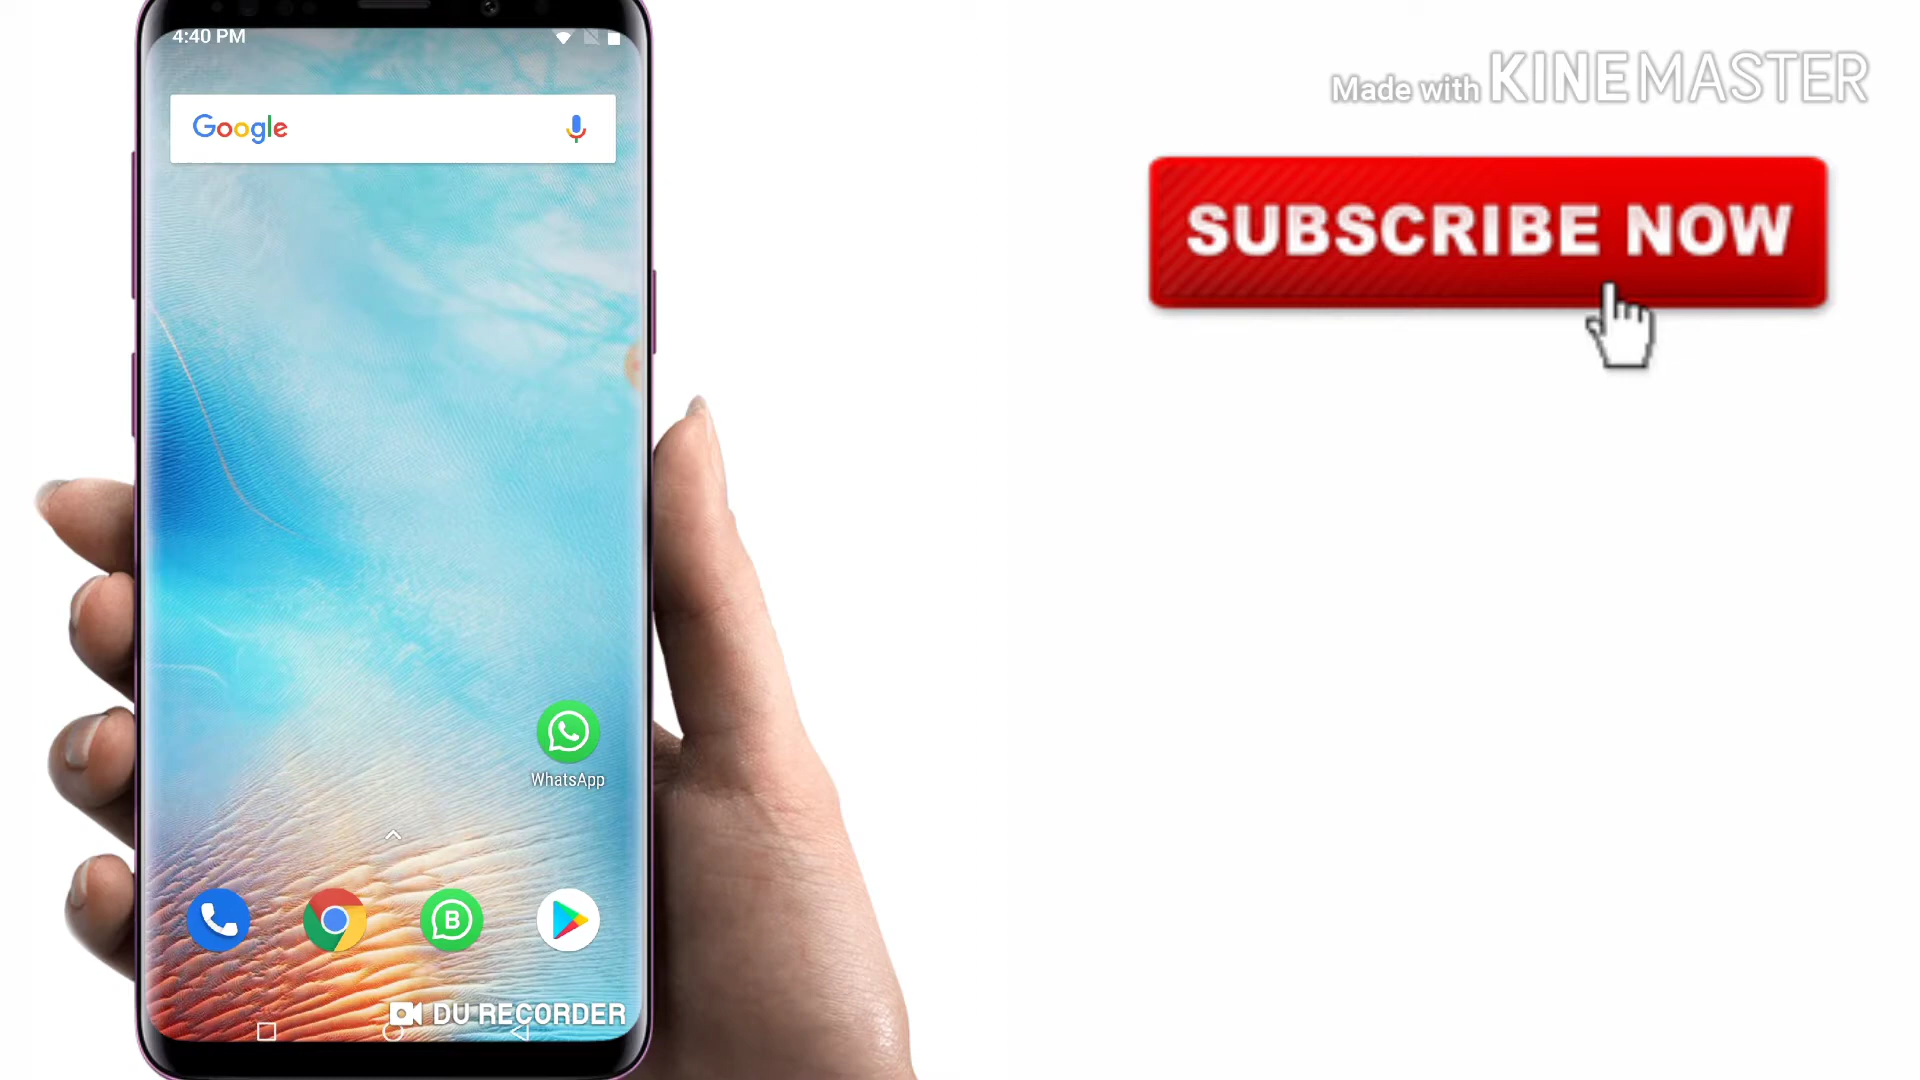 4:40 PM
Made with KINEMASTER
Google
SUBSCRIBE NOW
WhatsApp
B
DU RECORDER